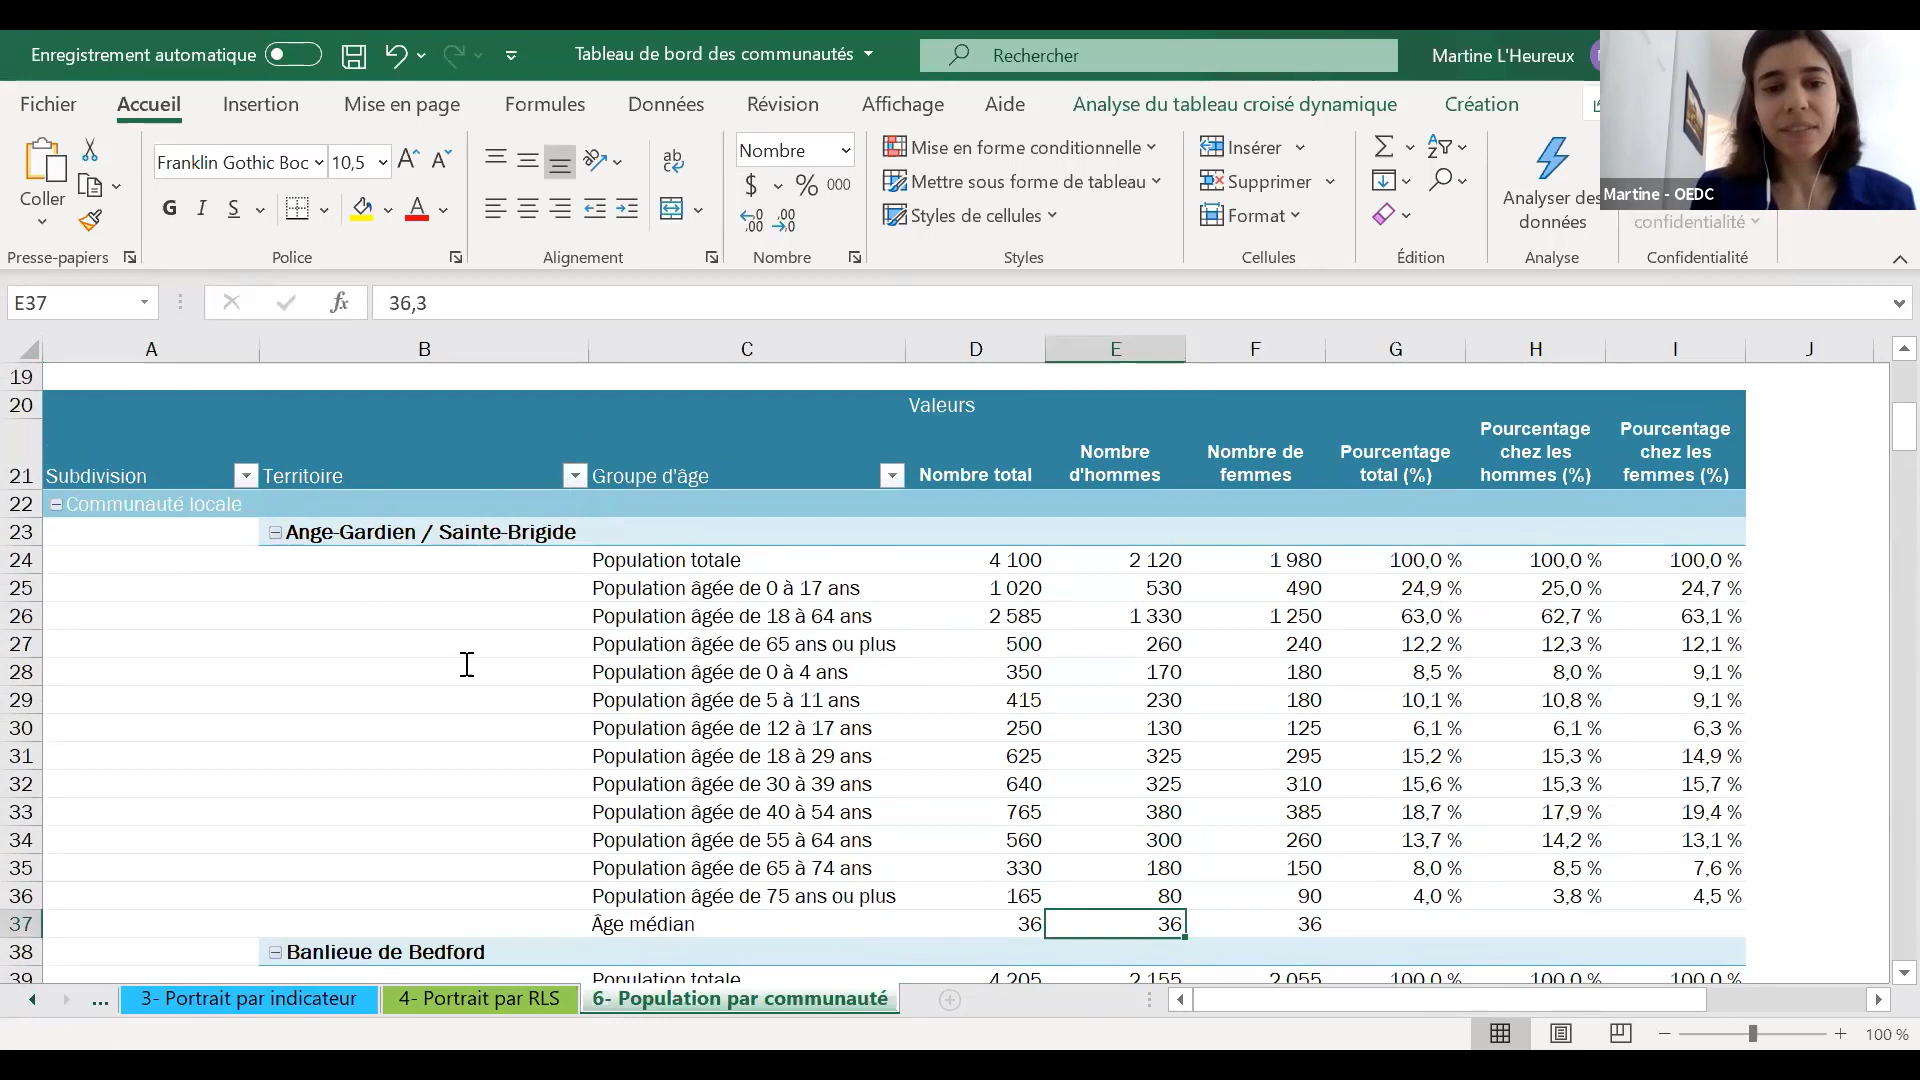 Enregistrement automatique
Tableau de bord des communautés
Rechercher
Martine L'Heureux
Fichier Accueil Insertion Mise en page Formules Données Révision Affichage Aide Analyse du tableau croisé dynamique Création
Martine - OEDC
Coller
Franklin Gothic Boc 10,5
G I S
Nombre
$ % 000
Mise en forme conditionnelle
Mettre sous forme de tableau
Styles de cellules
Insérer
Supprimer
Format
Analyser des
données
confidentialité
Presse-papiers Police Alignement Nombre Styles Cellules Édition Analyse Confidentialité
E37 fx 36,3
A B C D E F G H I J
19
20 Valeurs
21 Subdivision Territoire Groupe d'âge Nombre total Nombre d'hommes Nombre de femmes Pourcentage total (%) Pourcentage chez les hommes (%) Pourcentage chez les femmes (%)
22 Communauté locale
23 Ange-Gardien / Sainte-Brigide
24 Population totale 4 100 2 120 1 980 100,0 % 100,0 % 100,0 %
25 Population âgée de 0 à 17 ans 1 020 530 490 24,9 % 25,0 % 24,7 %
26 Population âgée de 18 à 64 ans 2 585 1 330 1 250 63,0 % 62,7 % 63,1 %
27 Population âgée de 65 ans ou plus 500 260 240 12,2 % 12,3 % 12,1 %
28 Population âgée de 0 à 4 ans 350 170 180 8,5 % 8,0 % 9,1 %
29 Population âgée de 5 à 11 ans 415 230 180 10,1 % 10,8 % 9,1 %
30 Population âgée de 12 à 17 ans 250 130 125 6,1 % 6,1 % 6,3 %
31 Population âgée de 18 à 29 ans 625 325 295 15,2 % 15,3 % 14,9 %
32 Population âgée de 30 à 39 ans 640 325 310 15,6 % 15,3 % 15,7 %
33 Population âgée de 40 à 54 ans 765 380 385 18,7 % 17,9 % 19,4 %
34 Population âgée de 55 à 64 ans 560 300 260 13,7 % 14,2 % 13,1 %
35 Population âgée de 65 à 74 ans 330 180 150 8,0 % 8,5 % 7,6 %
36 Population âgée de 75 ans ou plus 165 80 90 4,0 % 3,8 % 4,5 %
37 Âge médian 36 36 36
38 Banlieue de Bedford
39 Population totale 4 205 2 155 2 055 100,0 % 100,0 % 100,0 %
... 3- Portrait par indicateur 4- Portrait par RLS 6- Population par communauté
100 %